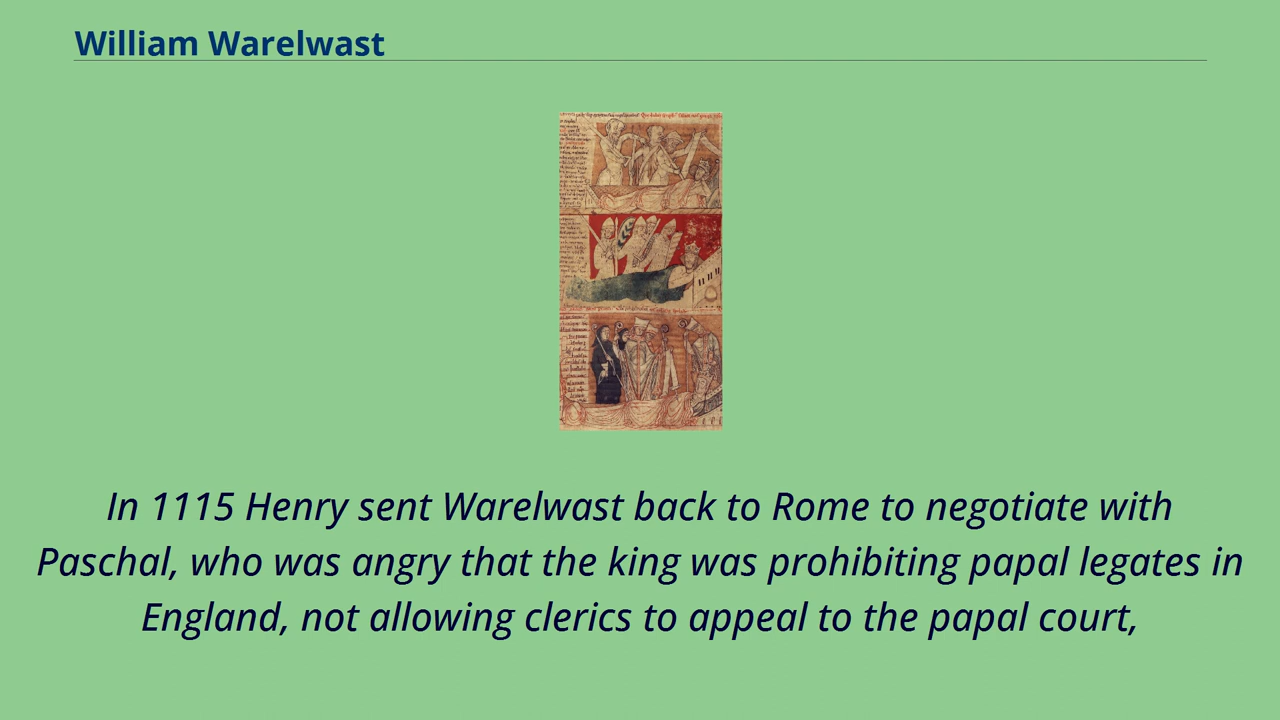 William Warelwast
In 1115 Henry sent Warelwast back to Rome to negotiate with
Paschal, who was angry that the king was prohibiting papal legates in
England, not allowing clerics to appeal to the papal court,